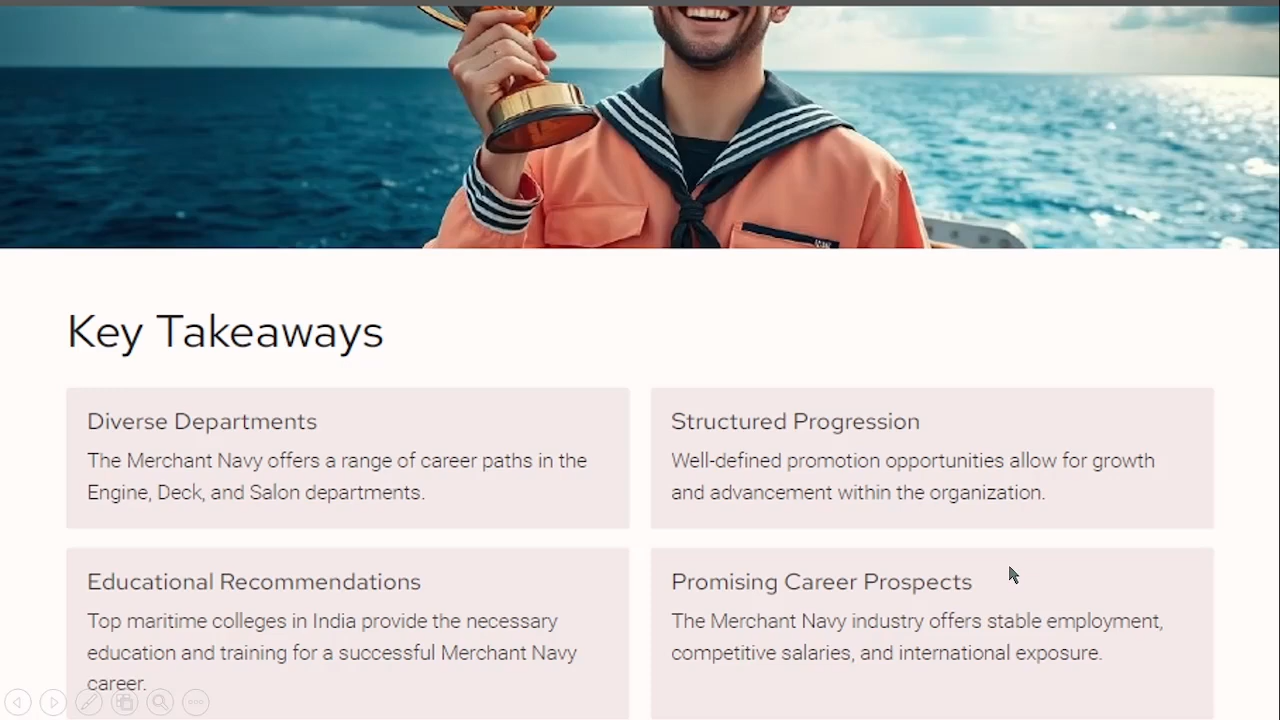 Key Takeaways
Diverse Departments
The Merchant Navy offers a range of career paths in the
Engine, Deck, and Salon departments.
Structured Progression
Well-defined promotion opportunities allow for growth
and advancement within the organization.
Educational Recommendations
Top maritime colleges in India provide the necessary
education and training for a successful Merchant Navy
career.
Promising Career Prospects
The Merchant Navy industry offers stable employment,
competitive salaries, and international exposure.